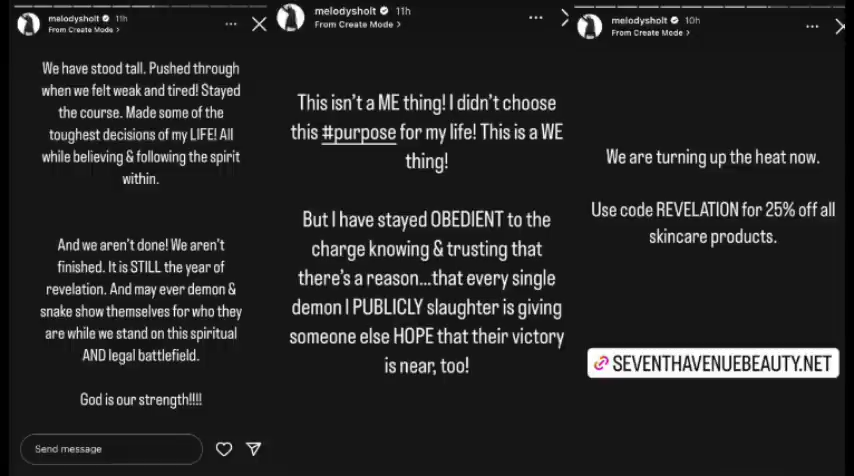 melodysholt 11h
From Create Mode >
We have stood tall. Pushed through
when we felt weak and tired! Stayed
the course. Made some of the
toughest decisions of my LIFE! All
while believing & following the spirit
within.
And we aren't done! We aren't
finished. It is STILL the year of
revelation. And may ever demon &
snake show themselves for who they
are while we stand on this spiritual
AND legal battlefield.
God is our strength!!!!
Send message
melodysholt 11h
From Create Mode >
This isn't a ME thing! I didn't choose
this #purpose for my life! This is a WE
thing!
But I have stayed OBEDIENT to the
charge knowing & trusting that
there's a reason...that every single
demon I PUBLICLY slaughter is giving
someone else HOPE that their victory
is near, too!
melodysholt 10h
From Create Mode >
We are turning up the heat now.
Use code REVELATION for 25% off all
skincare products.
SEVENTHAVENUEBEAUTY.NET